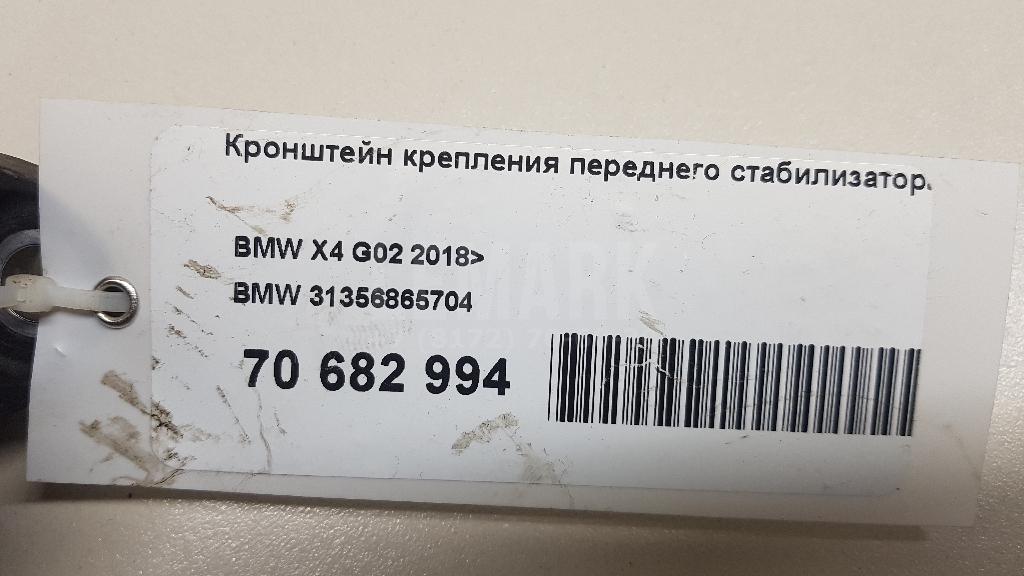 Кронштейн крепления переднего стабилизатор
BMW X4 G02 2018>
BMW 31356865704
70 682 994